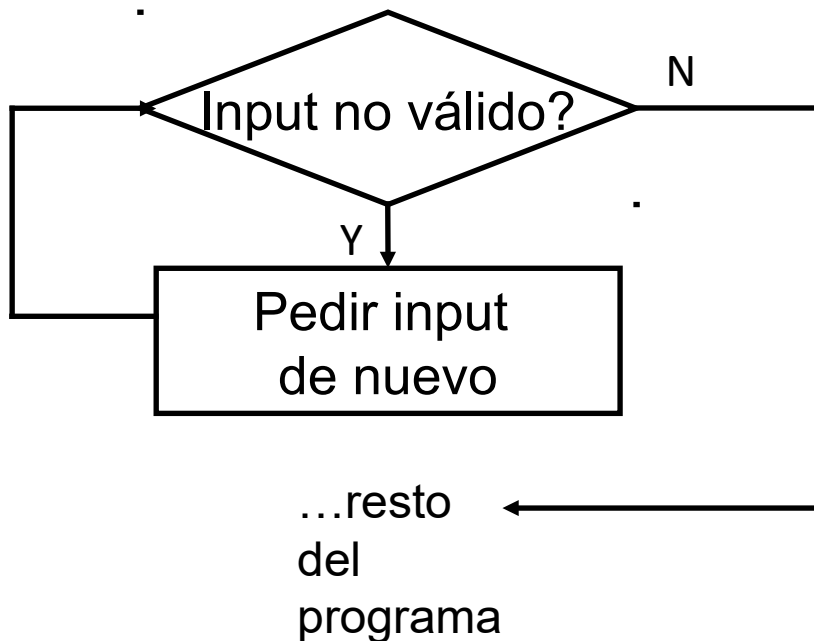 Input no válido?
N
Y
Pedir input
de nuevo
…resto
del
programa